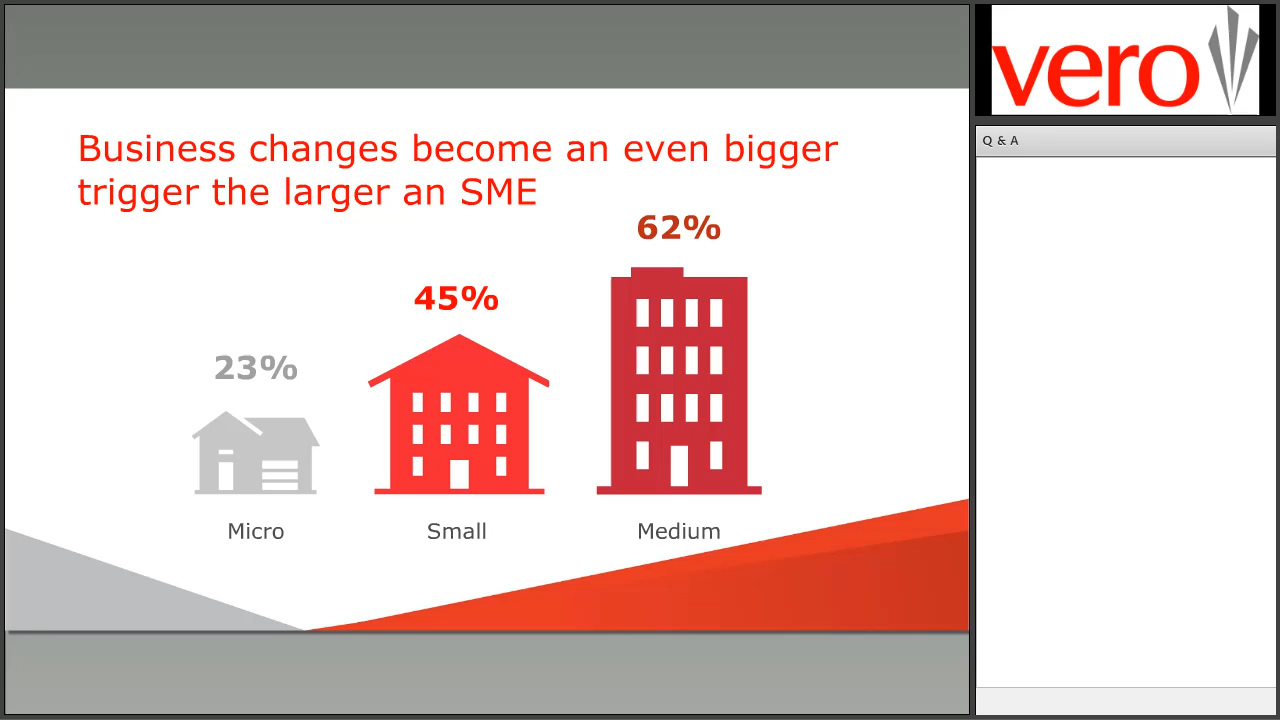 Business changes become an even bigger
trigger the larger an SME
62%
45%
23%
Micro Small Medium
vero
Q & A